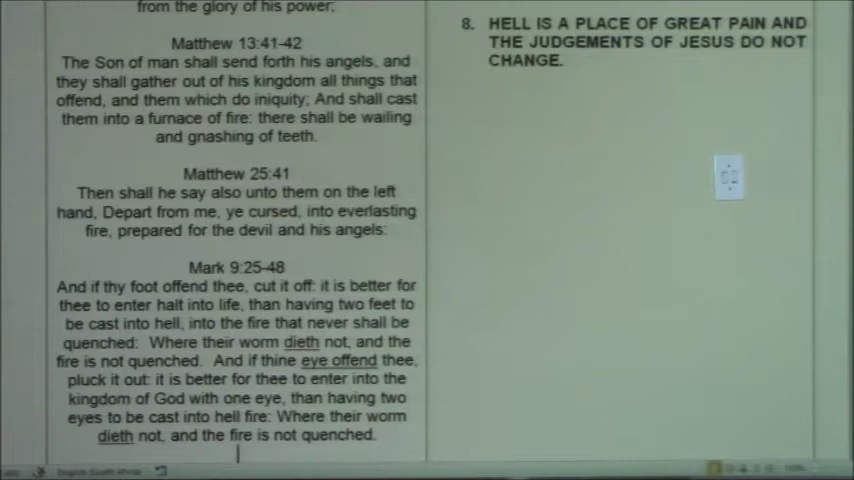 from the glory of his power;
Matthew 13:41-42
The Son of man shall send forth his angels, and
they shall gather out of his kingdom all things that
offend, and them which do iniquity; And shall cast
them into a furnace of fire: there shall be wailing
and gnashing of teeth.
Matthew 25:41
Then shall he say also unto them on the left
hand, Depart from me, ye cursed, into everlasting
fire, prepared for the devil and his angels:
Mark 9:25-48
And if thy foot offend thee, cut it off: it is better for
thee to enter halt into life, than having two feet to
be cast into hell, into the fire that never shall be
quenched: Where their worm dieth not, and the
fire is not quenched. And if thine eye offend thee,
pluck it out: it is better for thee to enter into the
kingdom of God with one eye, than having two
eyes to be cast into hell fire: Where their worm
dieth not, and the fire is not quenched.
8. HELL IS A PLACE OF GREAT PAIN AND
THE JUDGEMENTS OF JESUS DO NOT
CHANGE.